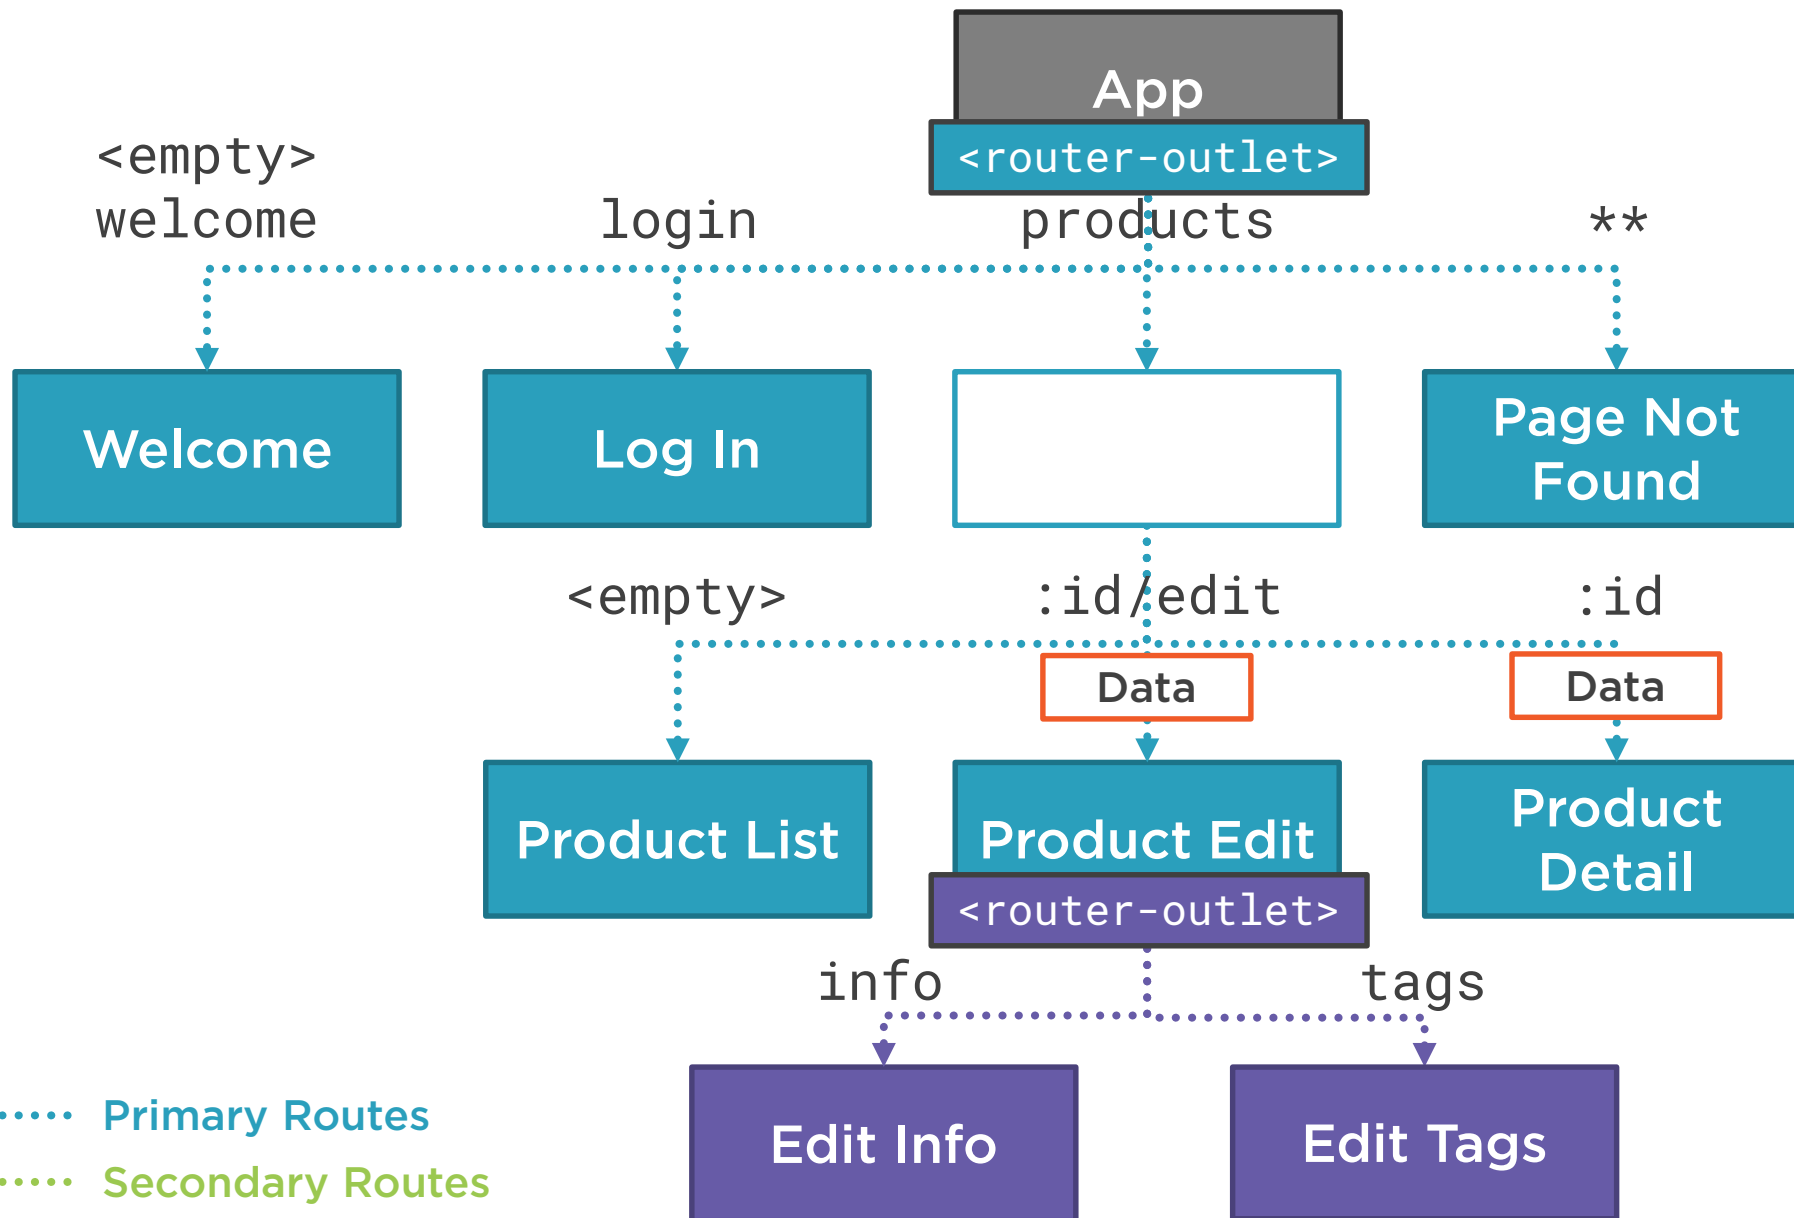 App
<router-outlet>
<empty>
welcome
login
products
**
Welcome
Log In
Page Not
Found
<empty>
:id/edit
:id
Data
Data
Product List
Product Edit
<router-outlet>
Product
Detail
info
tags
Edit Info
Edit Tags
Primary Routes
Secondary Routes